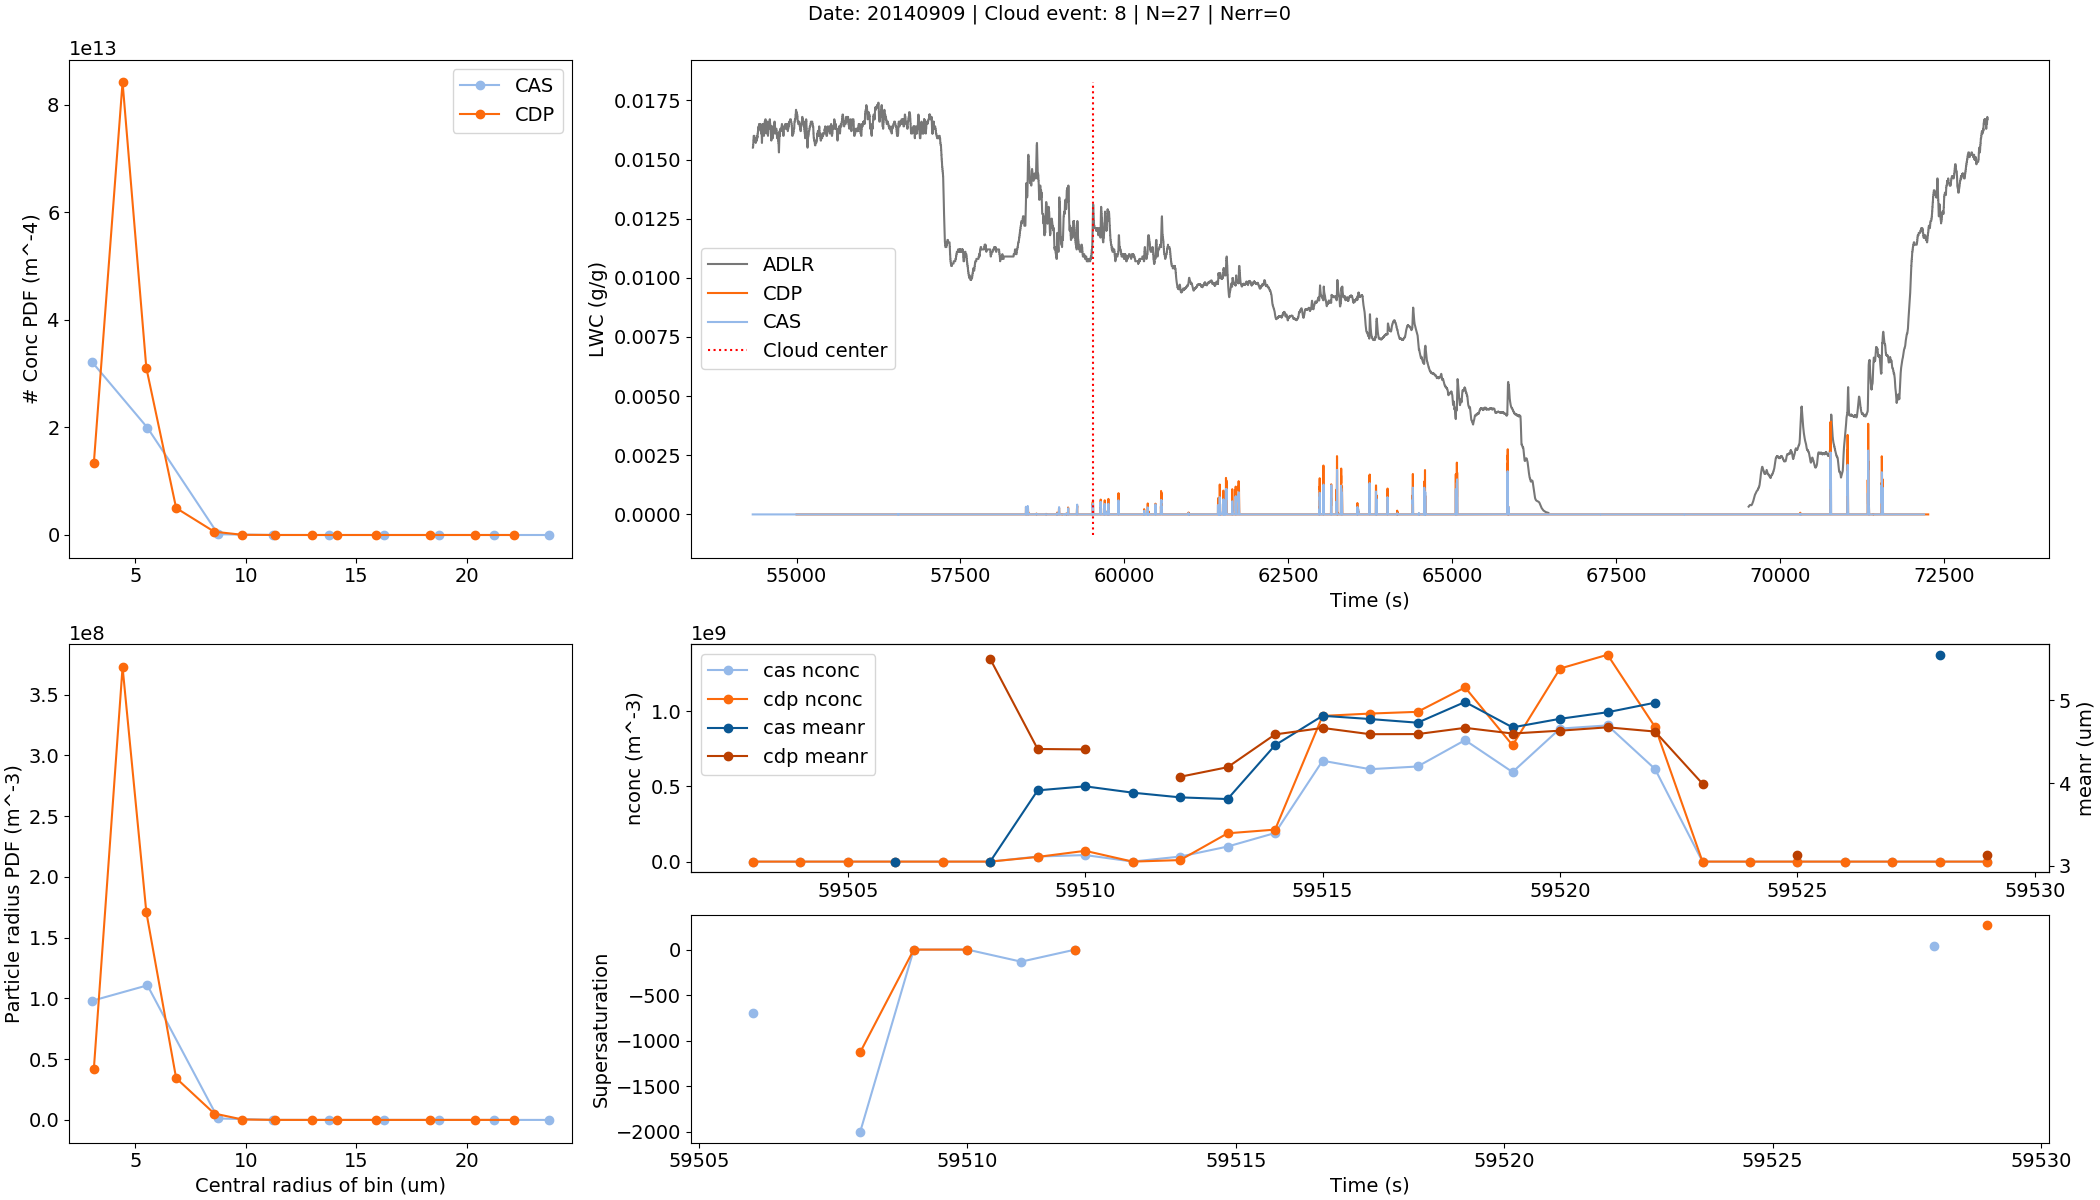 Date: 20140909 | Cloud event: 8 | N=27 | Nerr=0
1e13
# Conc PDF (m^-4)
8
6
4
2
0
5 10 15 20
CAS
CDP
LWC (g/g)
0.0175
0.0150
0.0125
0.0100
0.0075
0.0050
0.0025
0.0000
ADLR
CDP
CAS
Cloud center
55000 57500 60000 62500 65000 67500 70000 72500
Time (s)
1e8
Particle radius PDF (m^-3)
3.5
3.0
2.5
2.0
1.5
1.0
0.5
0.0
5 10 15 20
Central radius of bin (um)
1e9
nconc (m^-3)
1.0
0.5
0.0
cas nconc
cdp nconc
cas meanr
cdp meanr
5
4
3
meanr (um)
59505 59510 59515 59520 59525 59530
Supersaturation
0
−500
−1000
−1500
−2000
59505 59510 59515 59520 59525 59530
Time (s)